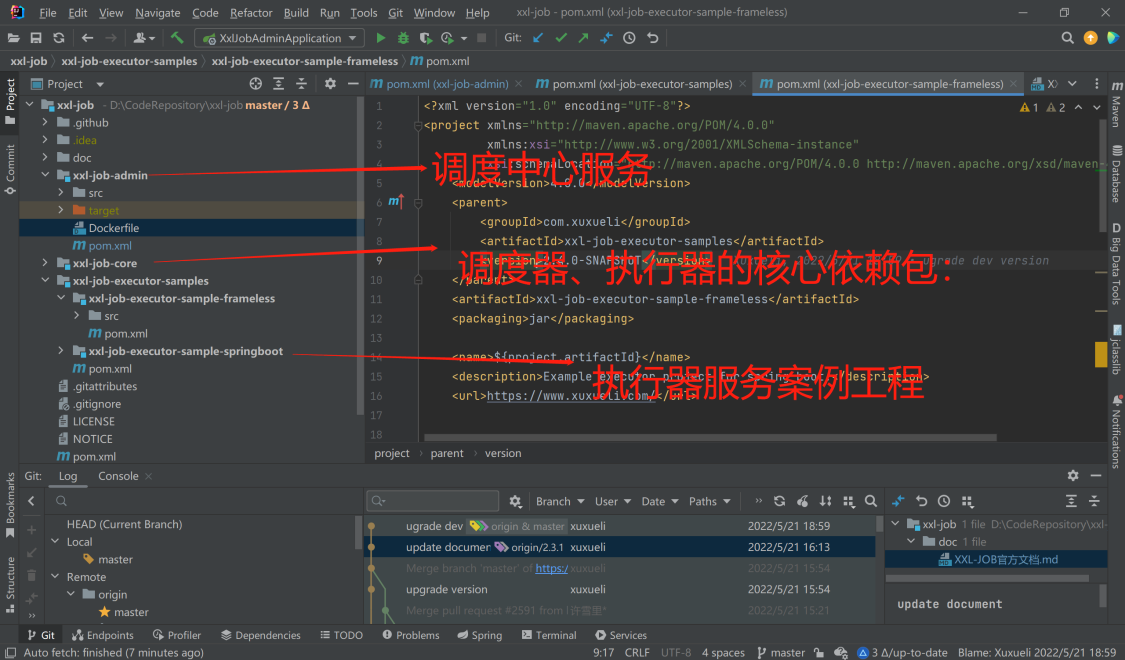 File Edit View Navigate Code Refactor Build Run Tools Git Window Help xxl-job - pom.xml (xxl-job-executor-sample-frameless)
XxlJobAdminApplication Git:
xxl-job xxl-job-executor-samples xxl-job-executor-sample-frameless pom.xml
Project pom.xml (xxl-job-admin) pom.xml (xxl-job-executor-samples) pom.xml (xxl-job-executor-sample-frameless)
xxl-job - D:\CodeRepository\xxl-job master / 3 Δ
.github
.idea
doc
xxl-job-admin
src
target
Dockerfile
pom.xml
xxl-job-core
xxl-job-executor-samples
xxl-job-executor-sample-frameless
src
pom.xml
xxl-job-executor-sample-springboot
pom.xml
.gitattributes
.gitignore
LICENSE
NOTICE
pom.xml
1 <?xml version="1.0" encoding="UTF-8"?>
2 <project xmlns="http://maven.apache.org/POM/4.0.0"
3 xmlns:xsi="http://www.w3.org/2001/XMLSchema-instance"
4 xsi:schemaLocation="http://maven.apache.org/POM/4.0.0 http://maven.apache.org/xsd/maven-
5 <modelVersion>4.0.0</modelVersion>
6 <parent>
7 <groupId>com.xuxueli</groupId>
8 <artifactId>xxl-job-executor-samples</artifactId>
9 <version>2.4.0-SNAPSHOT</version> ugrade dev version
10 </parent>
11 <artifactId>xxl-job-executor-sample-frameless</artifactId>
12 <packaging>jar</packaging>
13
14 <name>${project.artifactId}</name>
15 <description>Example executor project for spring boot.</description>
16 <url>https://www.xuxueli.com/</url>
17
18
1 2
调度中心服务
调度器、执行器的核心依赖包.
执行器服务案例工程
project parent version
Project
Commit
Bookmarks
Structure
Maven
Database
Big Data Tools
jclasslib
Notifications
Git: Log Console
Branch User Date Paths
HEAD (Current Branch)
Local
master
Remote
origin
master
ugrade dev origin & master xuxueli 2022/5/21 18:59
update documer origin/2.3.1 xuxueli 2022/5/21 16:13
Merge branch 'master' of https:/ xuxueli 2022/5/21 15:54
upgrade version xuxueli 2022/5/21 15:54
Merge pull request #2591 from l 许雪里* 2022/5/21 15:21
xxl-job 1 file D:\CodeRepository\xxl-
doc 1 file
XXL-JOB官方文档.md
update document
Git Endpoints Profiler Dependencies TODO Problems Spring Terminal Services
Auto fetch: finished (7 minutes ago) 9:17 CRLF UTF-8 4 spaces master 3 Δ/up-to-date Blame: Xuxueli 2022/5/21 18:59